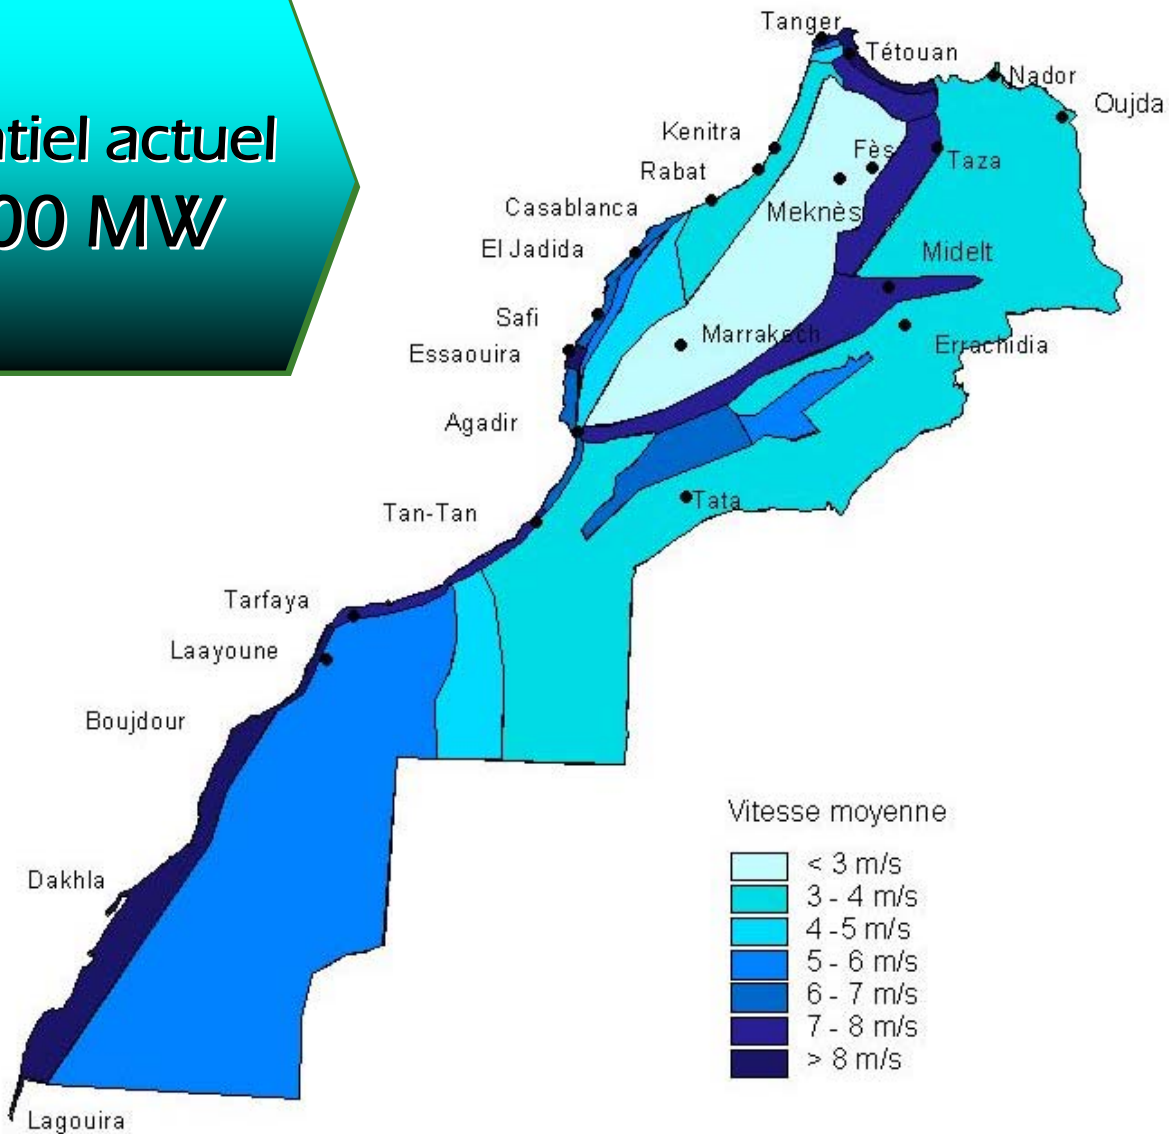 tiel actuel
00 MW
Tanger
Tétouan
Nador
Oujda
Kenitra
Fès
Taza
Rabat
Casablanca
Meknès
El Jadida
Midelt
Safi
Marrakech
Essaouira
Errachidia
Agadir
Tata
Tan-Tan
Tarfaya
Laayoune
Boujdour
Dakhla
Lagouira
Vitesse moyenne
< 3 m/s
3 - 4 m/s
4 -5 m/s
5 - 6 m/s
6 - 7 m/s
7 - 8 m/s
> 8 m/s